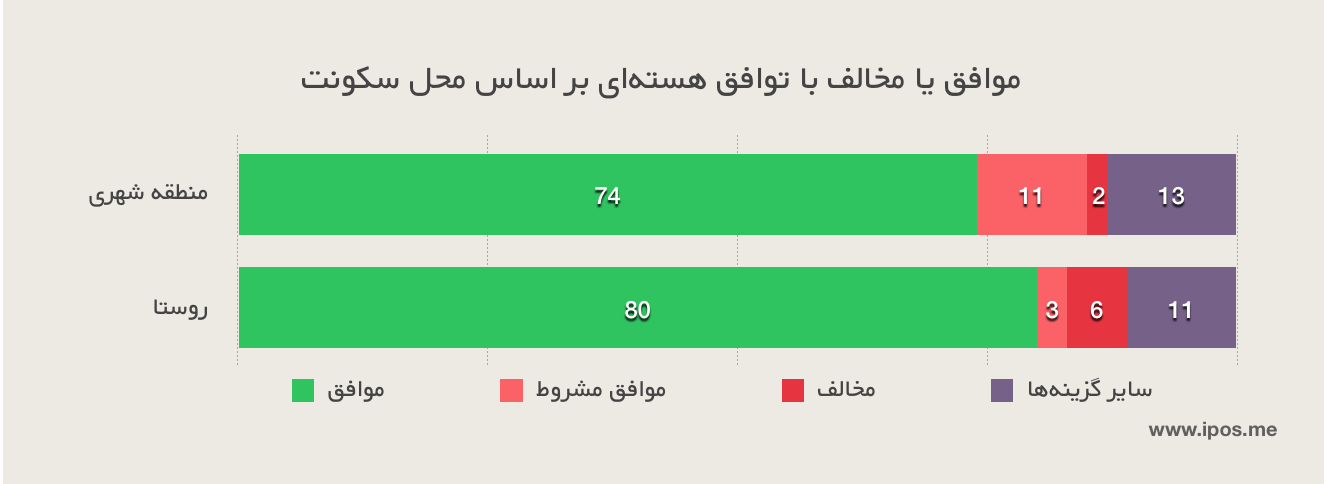 موافق یا مخالف با توافق هسته‌ای بر اساس محل سکونت
منطقه شهری
74 11 2 13
روستا
80 3 6 11
موافق موافق مشروط مخالف سایر گزینه‌ها
www.ipos.me